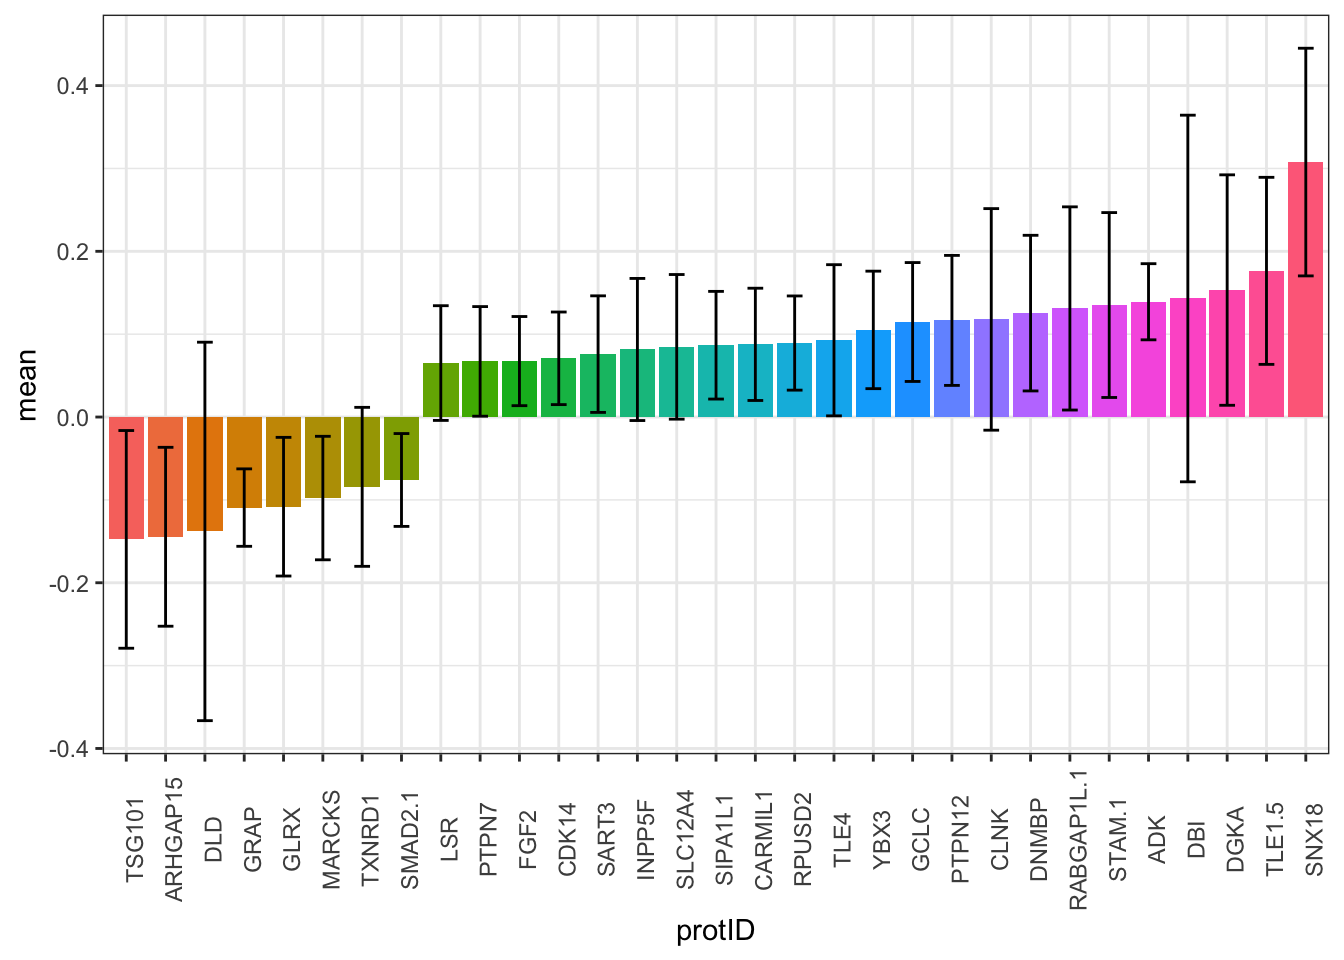 mean
0.4
0.2
0.0
-0.2
-0.4
TSG101
ARHGAP15
DLD
GRAP
GLRX
MARCKS
TXNRD1
SMAD2.1
LSR
PTPN7
FGF2
CDK14
SART3
INPP5F
SLC12A4
SIPA1L1
CARMIL1
RPUSD2
TLE4
YBX3
GCLC
PTPN12
CLNK
DNMBP
RABGAP1L.1
STAM.1
ADK
DBI
DGKA
TLE1.5
SNX18
protID